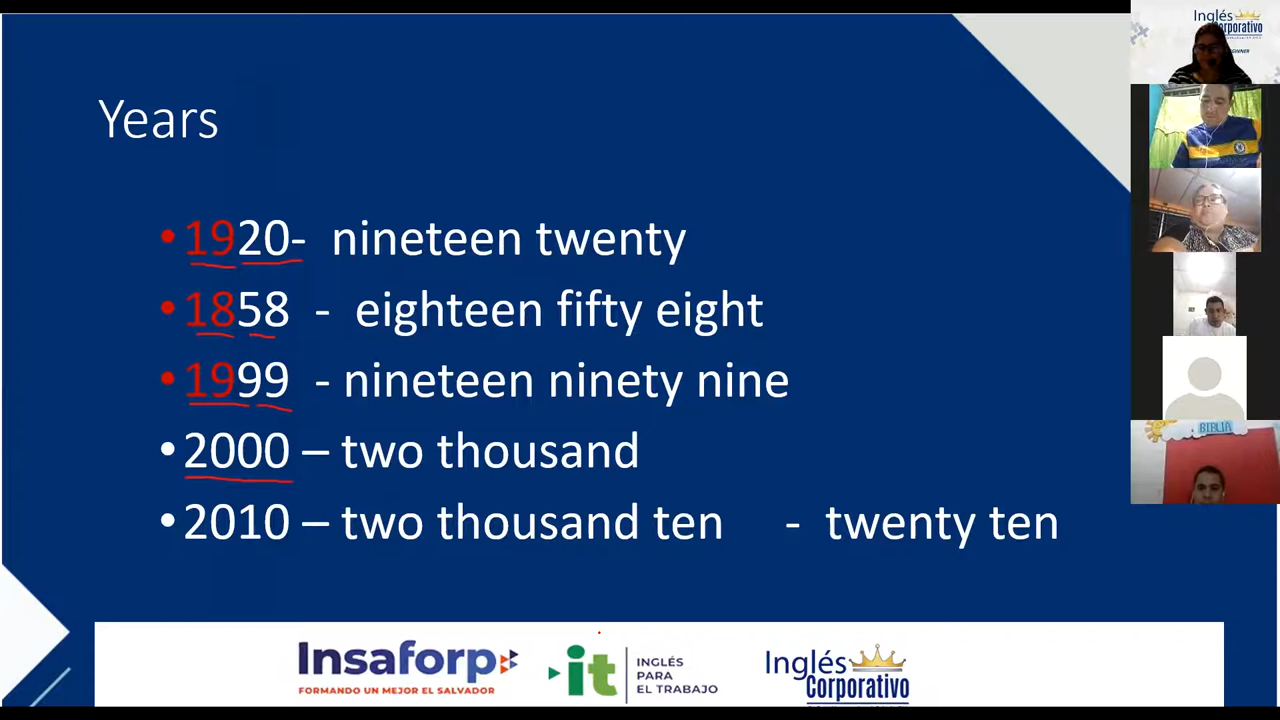 Years
• 1920- nineteen twenty
• 1858 - eighteen fifty eight
• 1999 - nineteen ninety nine
• 2000 – two thousand
• 2010 – two thousand ten - twenty ten
Insaforp
FORMANDO UN MEJOR EL SALVADOR
it
INGLÉS
PARA
EL TRABAJO
Inglés
Corporativo
Inglés
Corporativo
BIBLIA